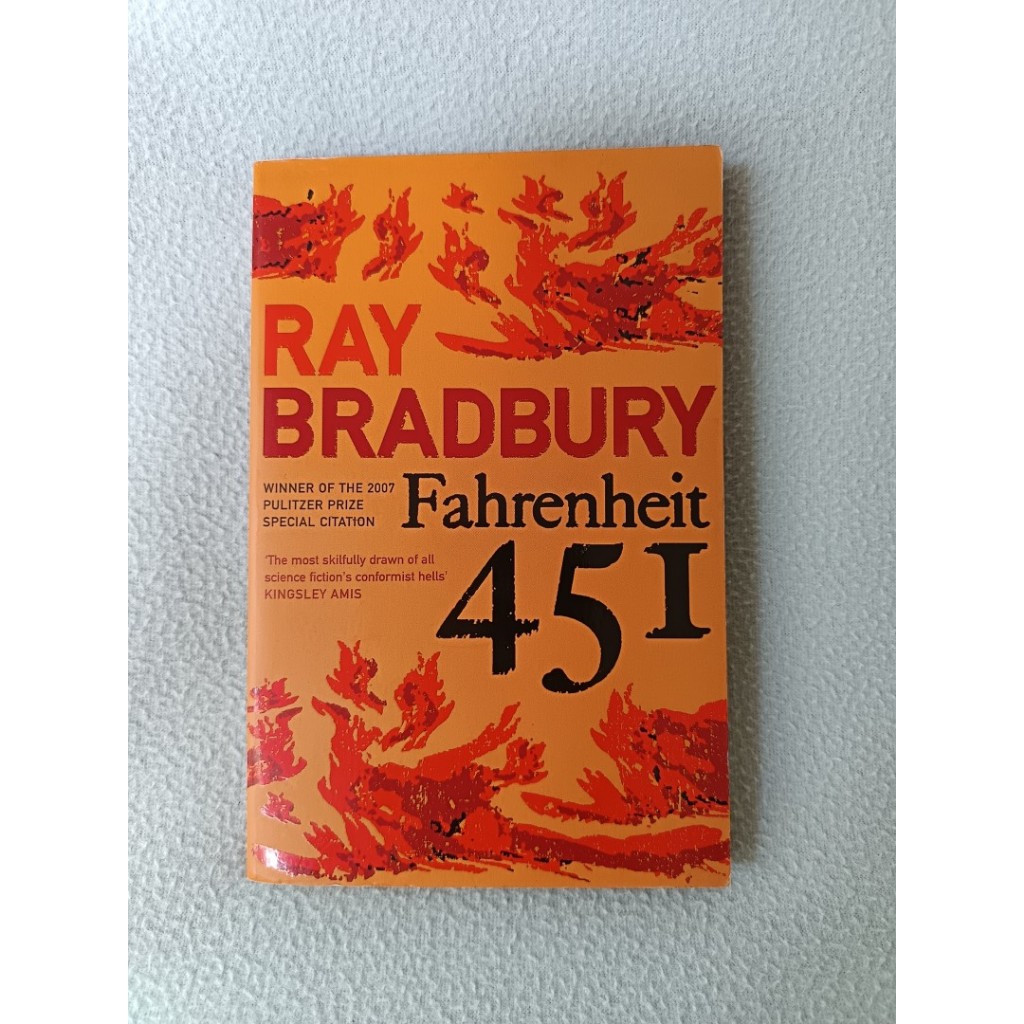 RAY
BRADBURY
WINNER OF THE 2007
PULITZER PRIZE
SPECIAL CITATION
Fahrenheit
451
'The most skilfully drawn of all
science fiction's conformist hells'
KINGSLEY AMIS